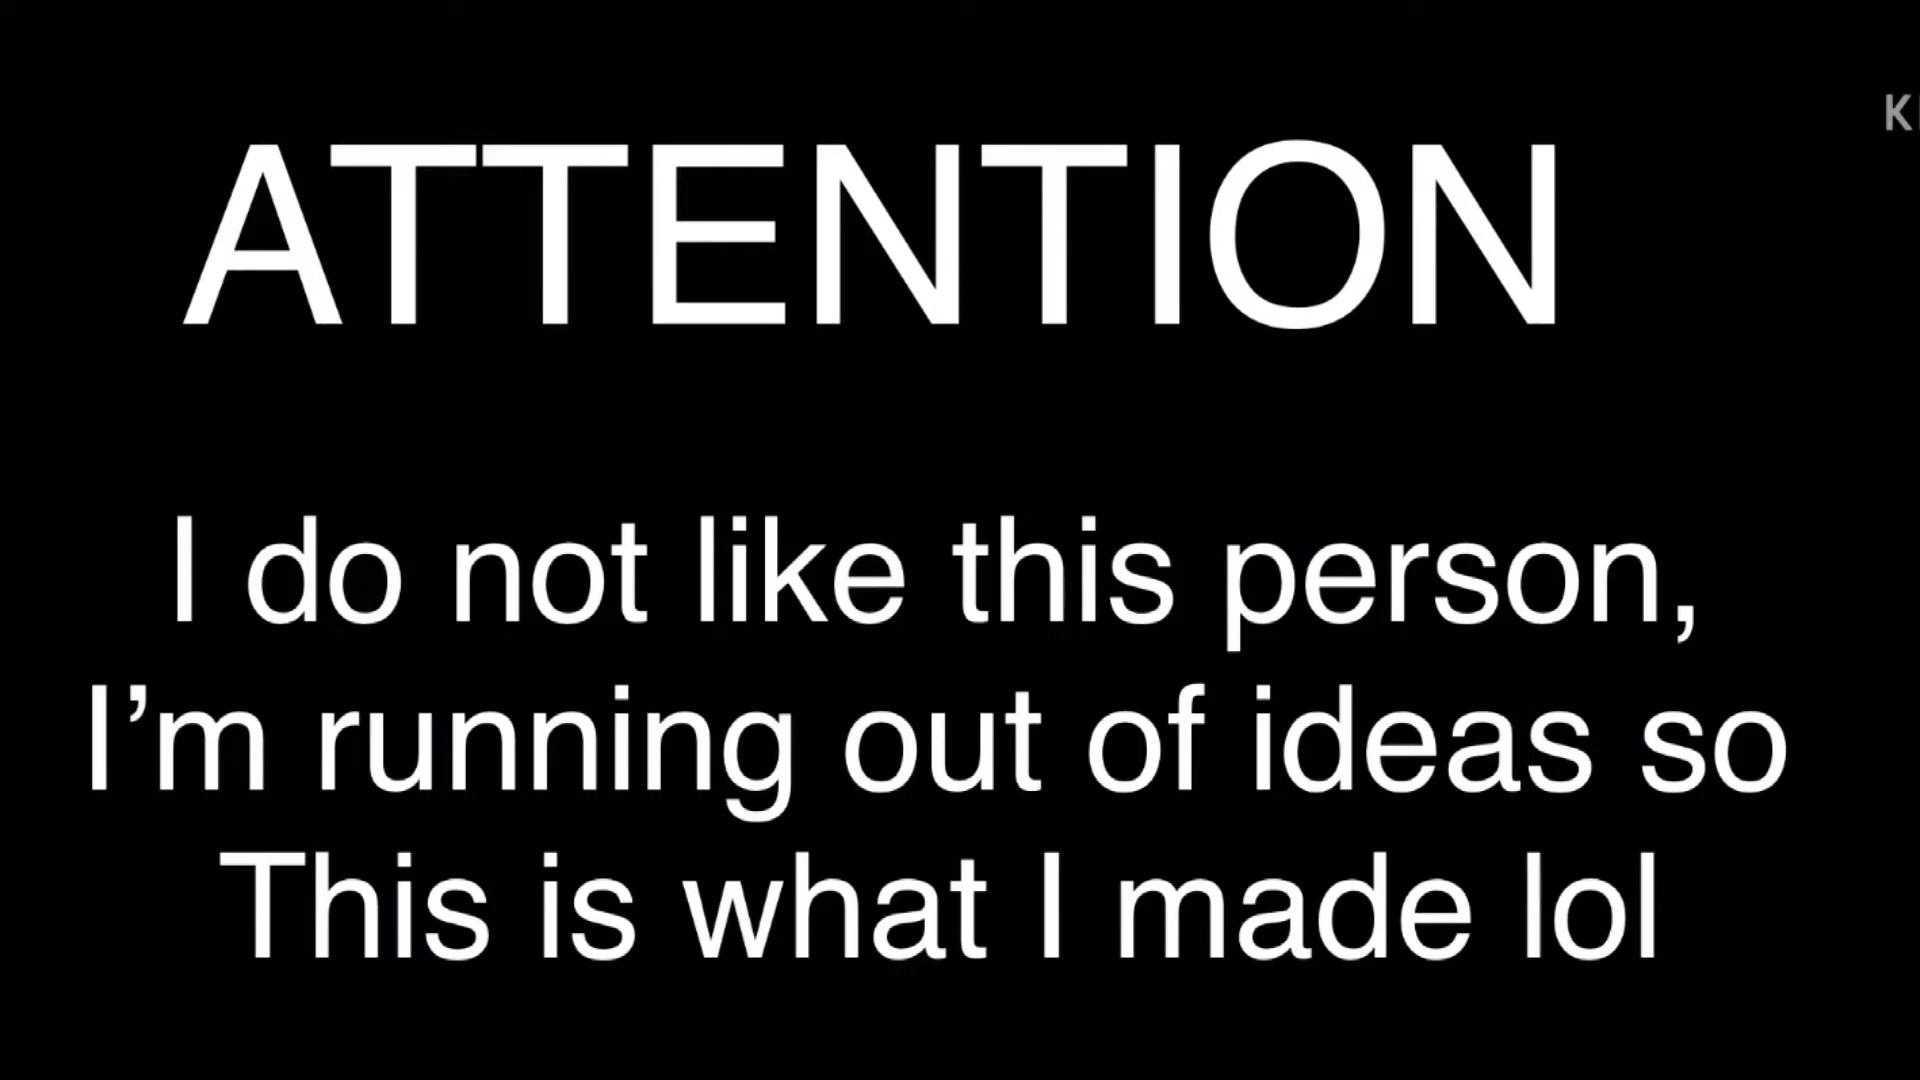 ATTENTION
I do not like this person,
I’m running out of ideas so
This is what I made lol